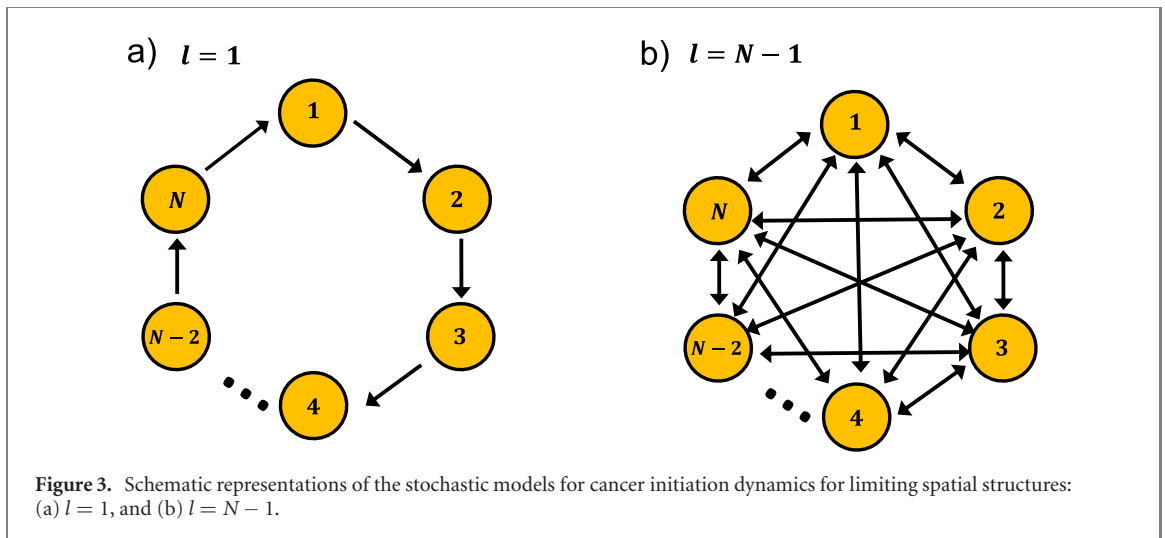 a) l = 1
b) l = N − 1
1
2
3
4
N − 2
N
1
2
3
4
N − 2
N
Figure 3. Schematic representations of the stochastic models for cancer initiation dynamics for limiting spatial structures:
(a) l = 1, and (b) l = N − 1.